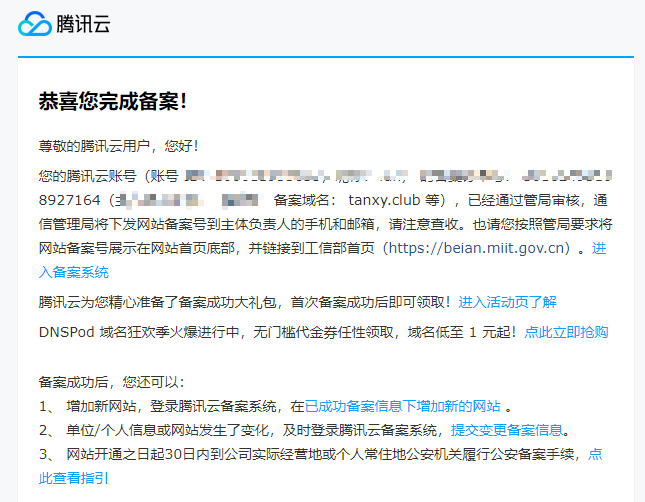 腾讯云
恭喜您完成备案！
尊敬的腾讯云用户，您好！
您的腾讯云账号（账号
8927164（ 备案域名： tanxy.club 等），已经通过管局审核，通
信管理局将下发网站备案号到主体负责人的手机和邮箱，请注意查收。也请您按照管局要求将
网站备案号展示在网站首页底部，并链接到工信部首页（https://beian.miit.gov.cn）。进
入备案系统
腾讯云为您精心准备了备案成功大礼包，首次备案成功后即可领取！进入活动页了解
DNSPod 域名狂欢季火爆进行中，无门槛代金券任性领取，域名低至 1 元起！点此立即抢购
备案成功后，您还可以：
1、 增加新网站，登录腾讯云备案系统，在已成功备案信息下增加新的网站 。
2、 单位/个人信息或网站发生了变化，及时登录腾讯云备案系统，提交变更备案信息。
3、 网站开通之日起30日内到公司实际经营地或个人常住地公安机关履行公安备案手续，点
此查看指引